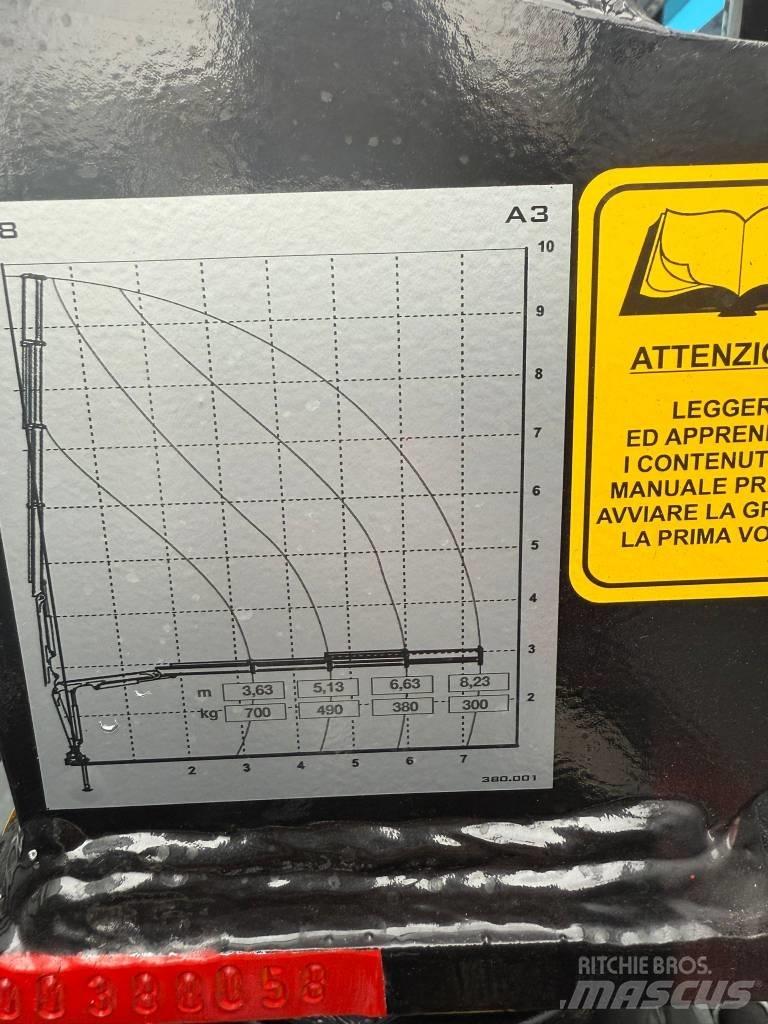 8
A3
10
9
8
7
6
5
4
3
2
m 3,63 5,13 6,63 8,23
kg 700 490 380 300
2 3 4 5 6 7
380.001
ATTENZIO
LEGGER
ED APPREN
I CONTENUT
MANUALE PR
AVVIARE LA GR
LA PRIMA VO
00388058
RITCHIE BROS.
MASCUS